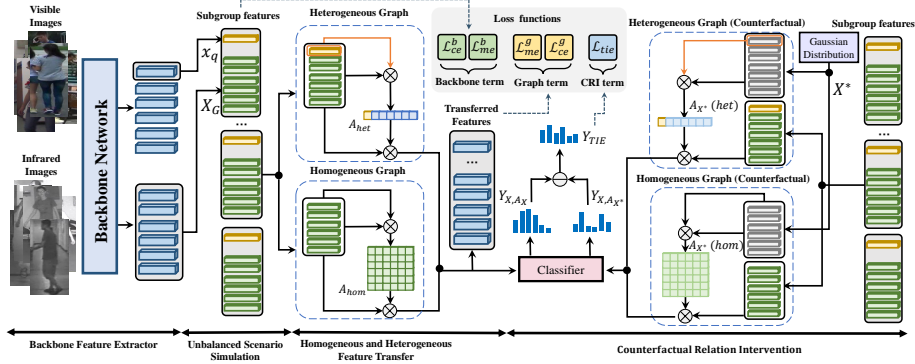 Visible
Images
Infrared
Images
Backbone Network
Subgroup features
x_q
X_G
...
Heterogeneous Graph
A_het
Homogeneous Graph
A_hom
Loss functions
L^b_ce
L^b_me
L^g_me
L^g_ce
L_tie
Backbone term
Graph term
CRI term
Transferred
Features
...
Y_TIE
Y_X,A_X
Y_X,A_X*
Classifier
Heterogeneous Graph (Counterfactual)
A_X* (het)
Homogeneous Graph (Counterfactual)
A_X* (hom)
Gaussian
Distribution
X*
Subgroup features
...
Backbone Feature Extractor
Unbalanced Scenario
Simulation
Homogeneous and Heterogeneous
Feature Transfer
Counterfactual Relation Intervention